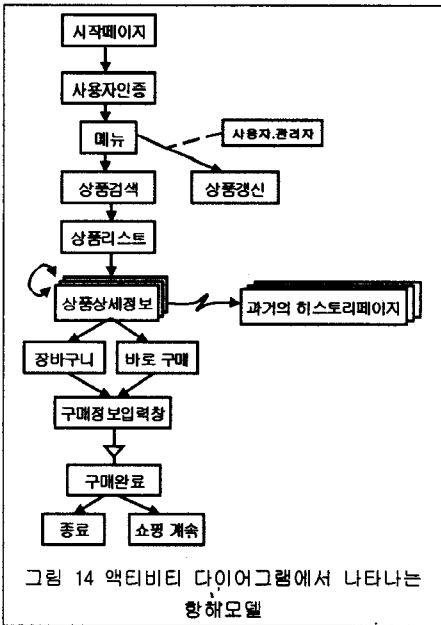 시작페이지
사용자인증
메뉴
사용자.관리자
상품검색
상품갱신
상품리스트
상품상세정보
과거의 히스토리페이지
장바구니
바로 구매
구매정보입력창
구매완료
종료
쇼핑 계속
그림 14 액티비티 다이어그램에서 나타나는
항해모델